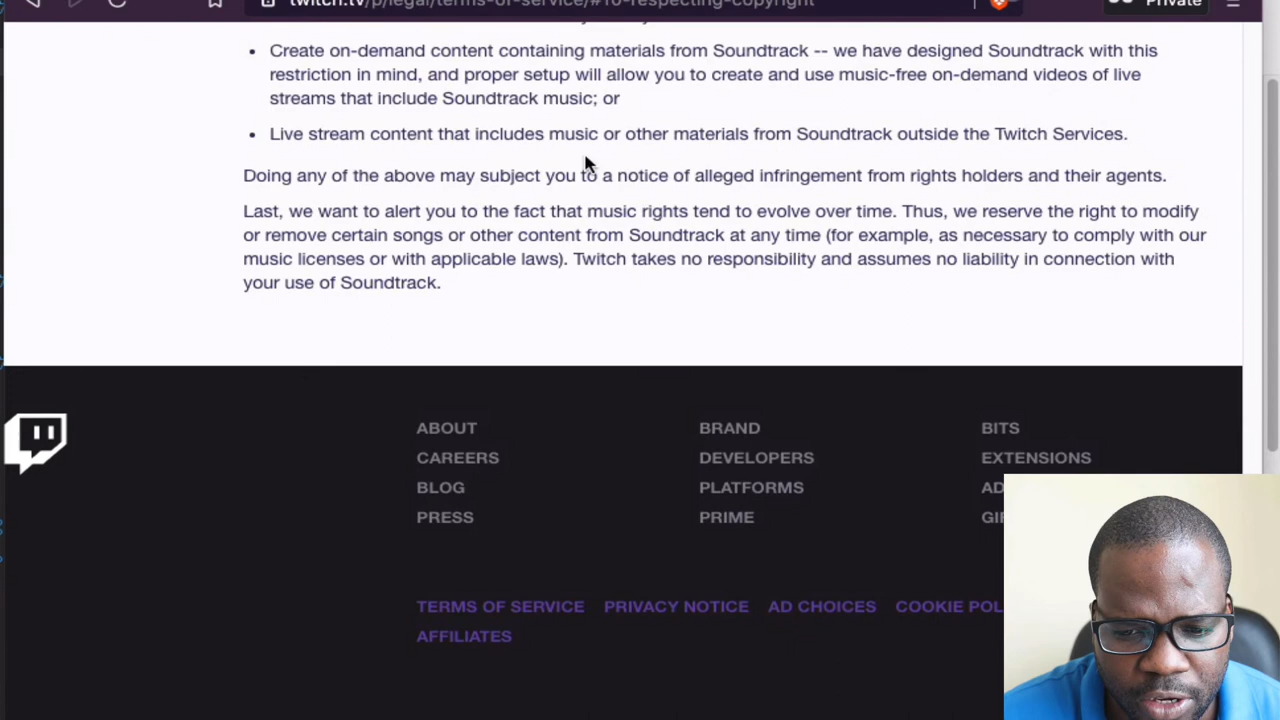 twitch.tv/p/legal/terms-of-service/#10-respecting-copyright
Private
• Create on-demand content containing materials from Soundtrack -- we have designed Soundtrack with this
restriction in mind, and proper setup will allow you to create and use music-free on-demand videos of live
streams that include Soundtrack music; or
• Live stream content that includes music or other materials from Soundtrack outside the Twitch Services.
Doing any of the above may subject you to a notice of alleged infringement from rights holders and their agents.
Last, we want to alert you to the fact that music rights tend to evolve over time. Thus, we reserve the right to modify
or remove certain songs or other content from Soundtrack at any time (for example, as necessary to comply with our
music licenses or with applicable laws). Twitch takes no responsibility and assumes no liability in connection with
your use of Soundtrack.
ABOUT
CAREERS
BLOG
PRESS
BRAND
DEVELOPERS
PLATFORMS
PRIME
BITS
EXTENSIONS
TERMS OF SERVICE PRIVACY NOTICE AD CHOICES COOKIE POL
AFFILIATES